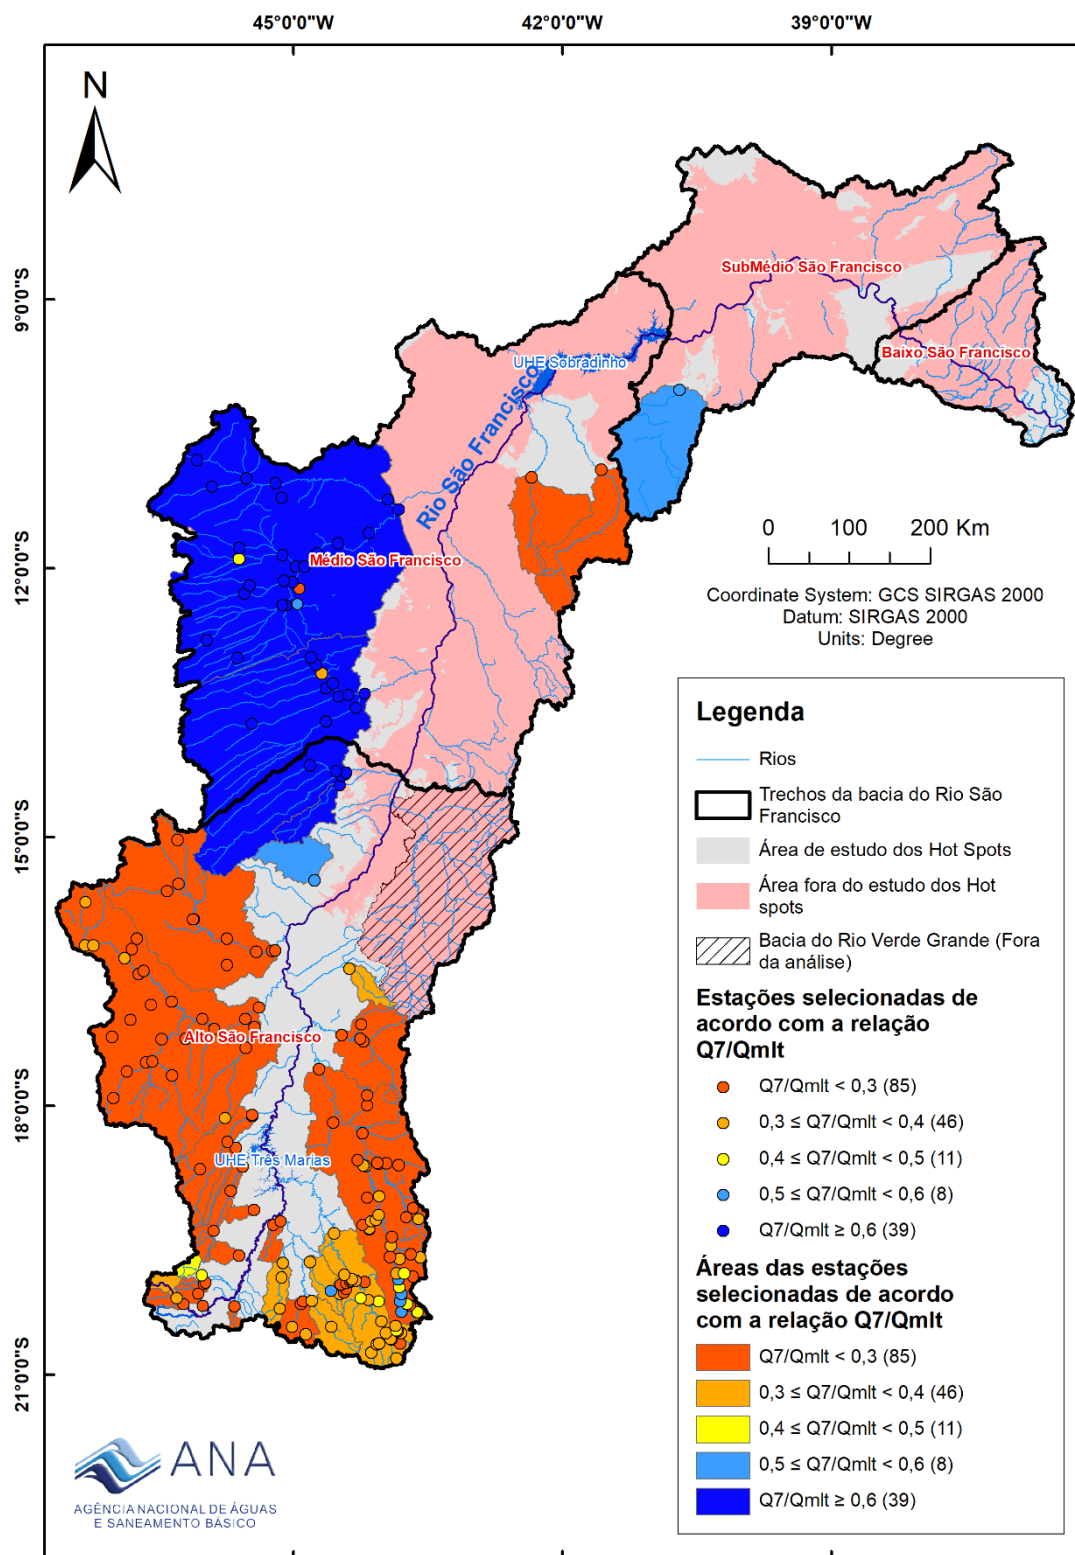 45°0'0"W
42°0'0"W
39°0'0"W
N
9°0'0"S
12°0'0"S
15°0'0"S
18°0'0"S
21°0'0"S
SubMédio São Francisco
Baixo São Francisco
UHE Sobradinho
Rio São Francisco
Médio São Francisco
Alto São Francisco
UHE Três Marias
0 100 200 Km
Coordinate System: GCS SIRGAS 2000
Datum: SIRGAS 2000
Units: Degree
Legenda
Rios
Trechos da bacia do Rio São
Francisco
Área de estudo dos Hot Spots
Área fora do estudo dos Hot
spots
Bacia do Rio Verde Grande (Fora
da análise)
Estações selecionadas de
acordo com a relação
Q7/Qmlt
Q7/Qmlt < 0,3 (85)
0,3 ≤ Q7/Qmlt < 0,4 (46)
0,4 ≤ Q7/Qmlt < 0,5 (11)
0,5 ≤ Q7/Qmlt < 0,6 (8)
Q7/Qmlt ≥ 0,6 (39)
Áreas das estações
selecionadas de acordo
com a relação Q7/Qmlt
Q7/Qmlt < 0,3 (85)
0,3 ≤ Q7/Qmlt < 0,4 (46)
0,4 ≤ Q7/Qmlt < 0,5 (11)
0,5 ≤ Q7/Qmlt < 0,6 (8)
Q7/Qmlt ≥ 0,6 (39)
ANA
AGÊNCIA NACIONAL DE ÁGUAS
E SANEAMENTO BÁSICO